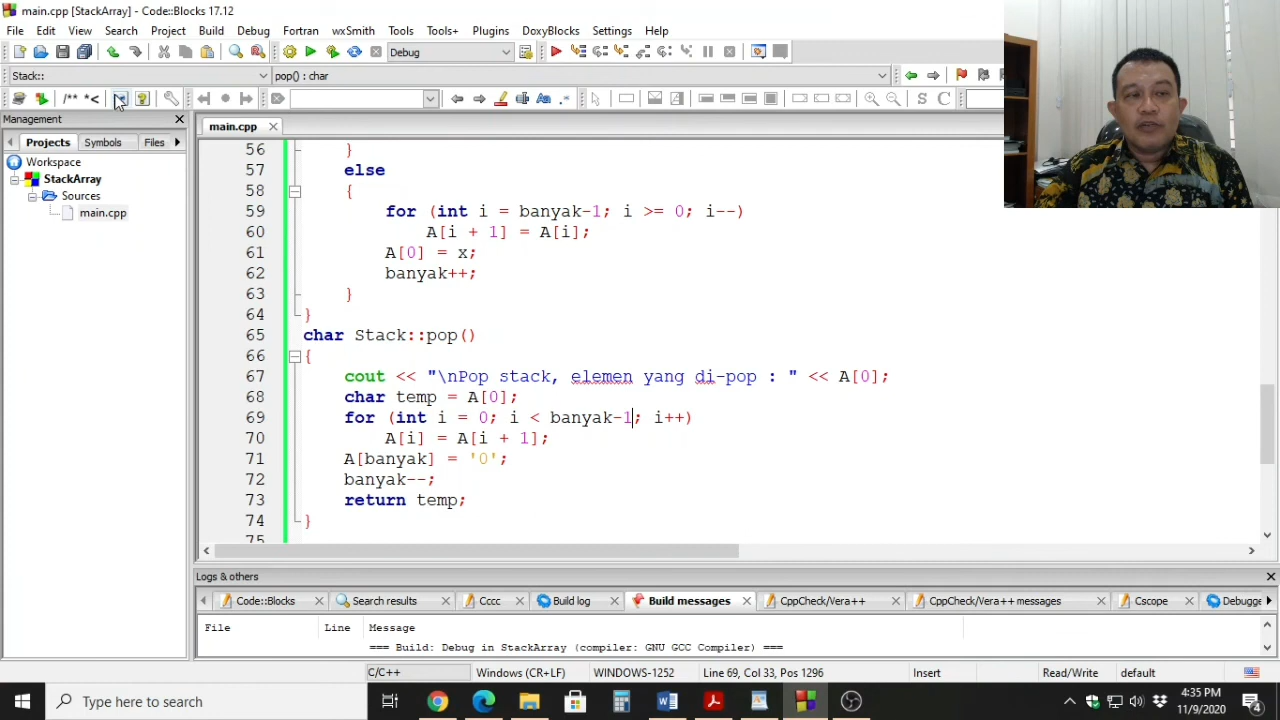 main.cpp [StackArray] - Code::Blocks 17.12
File Edit View Search Project Build Debug Fortran wxSmith Tools Tools+ Plugins DoxyBlocks Settings Help
Debug
Stack:: pop() : char
/** *<
S C
Management
main.cpp
Projects Symbols Files
Workspace
StackArray
Sources
main.cpp
56 }
57 else
58 {
59 for (int i = banyak-1; i >= 0; i--)
60 A[i + 1] = A[i];
61 A[0] = x;
62 banyak++;
63 }
64 }
65 char Stack::pop()
66 {
67 cout << "\nPop stack, elemen yang di-pop : " << A[0];
68 char temp = A[0];
69 for (int i = 0; i < banyak-1; i++)
70 A[i] = A[i + 1];
71 A[banyak] = '0';
72 banyak--;
73 return temp;
74 }
75
Logs & others
Code::Blocks Search results Cccc Build log Build messages CppCheck/Vera++ CppCheck/Vera++ messages Cscope Debugge
File Line Message
=== Build: Debug in StackArray (compiler: GNU GCC Compiler) ===
C/C++ Windows (CR+LF) WINDOWS-1252 Line 69, Col 33, Pos 1296 Insert Read/Write default
Type here to search
4:35 PM
11/9/2020
4